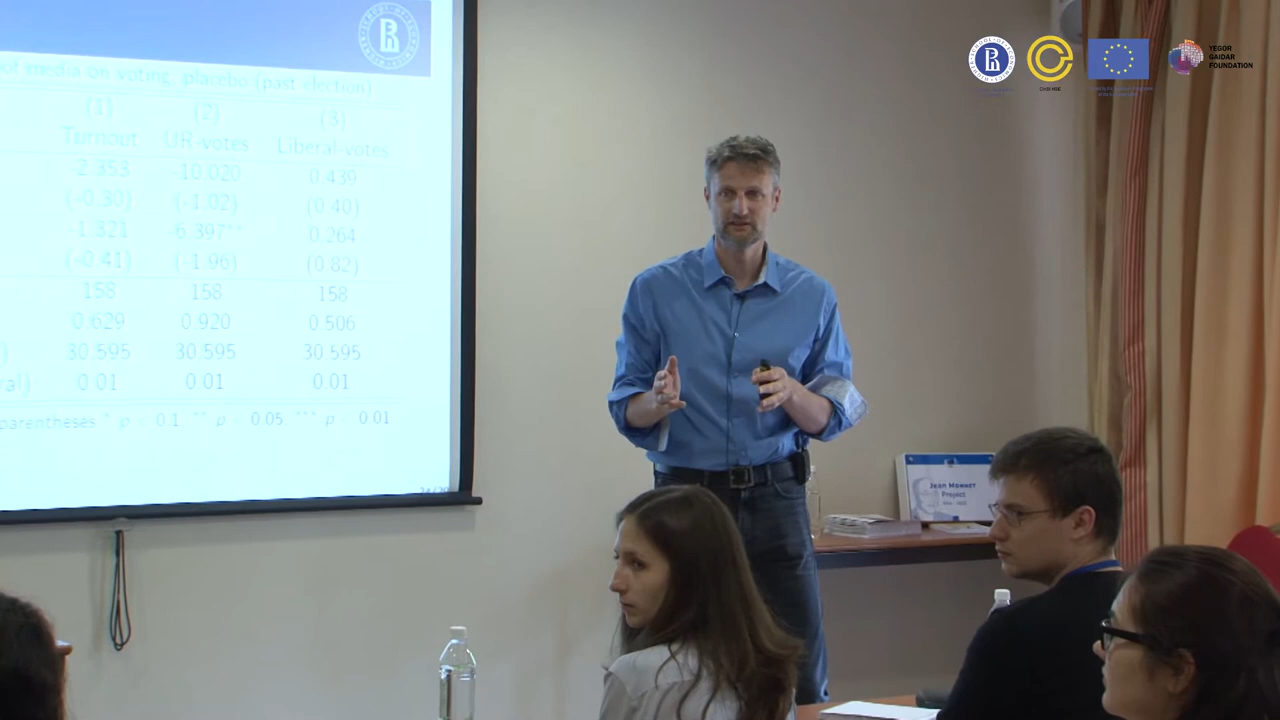 of media on voting, placebo (past election)
(1) (2) (3)
Turnout UR-votes Liberal-votes
-2.353 -10.020 0.439
(-0.30) (-1.02) (0.40)
-1.321 -6.397** 0.264
(-0.41) (-1.96) (0.82)
158 158 158
0.629 0.920 0.506
30.595 30.595 30.595
val) 0.01 0.01 0.01
parentheses * p < 0.1, ** p < 0.05, *** p < 0.01
CInSt HSE
YEGOR
GAIDAR
FOUNDATION
Jean Monnet
Project